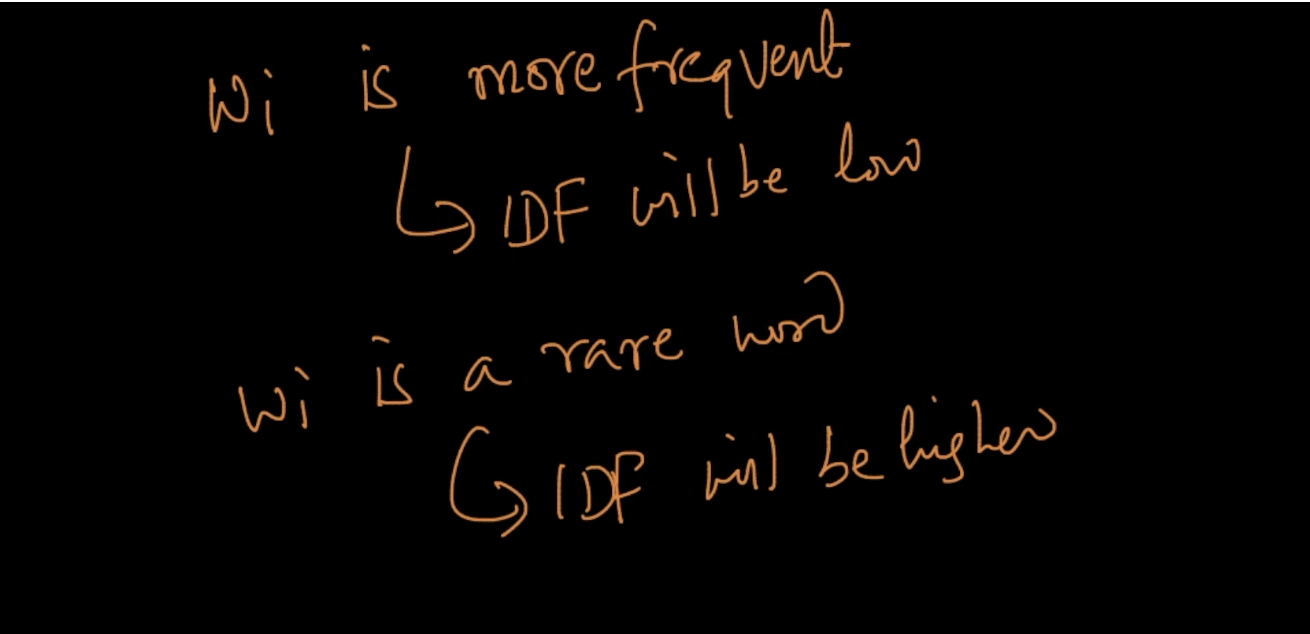 Wi is more frequent
↳ IDF will be low
Wi is a rare word
↳ IDF will be higher